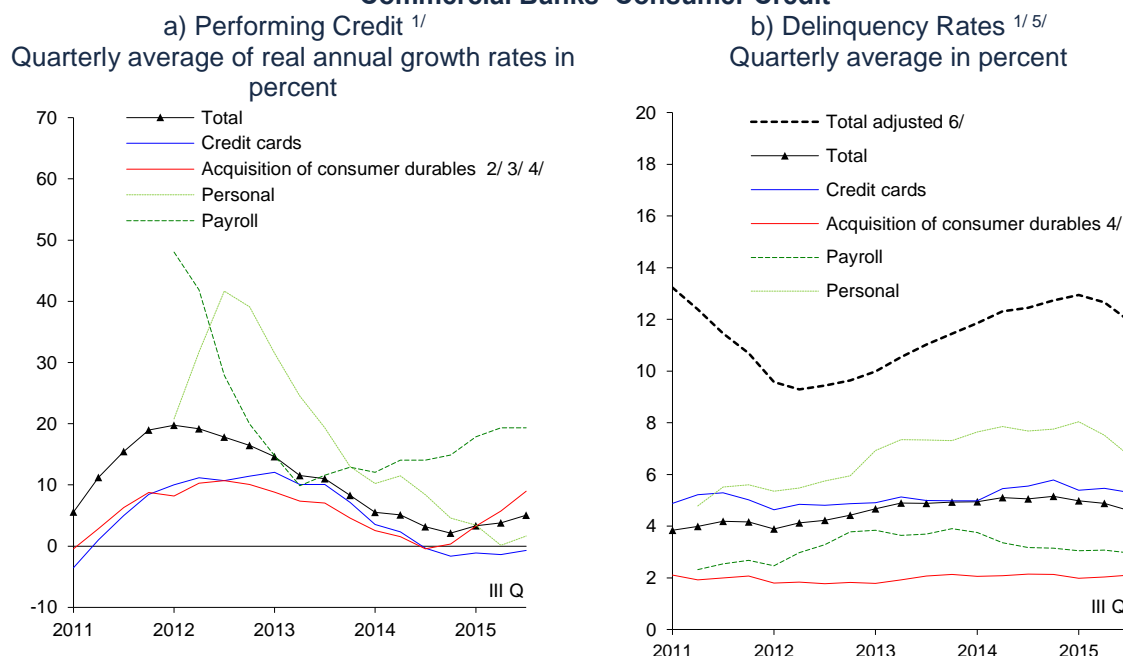 Commercial Banks' Consumer Credit
a) Performing Credit 1/
Quarterly average of real annual growth rates in
percent
70
60
50
40
30
20
10
0
-10
Total
Credit cards
Acquisition of consumer durables 2/ 3/ 4/
Personal
Payroll
III Q
2011 2012 2013 2014 2015
b) Delinquency Rates 1/ 5/
Quarterly average in percent
20
18
16
14
12
10
8
6
4
2
0
Total adjusted 6/
Total
Credit cards
Acquisition of consumer durables 4/
Payroll
Personal
III Q
2011 2012 2013 2014 2015